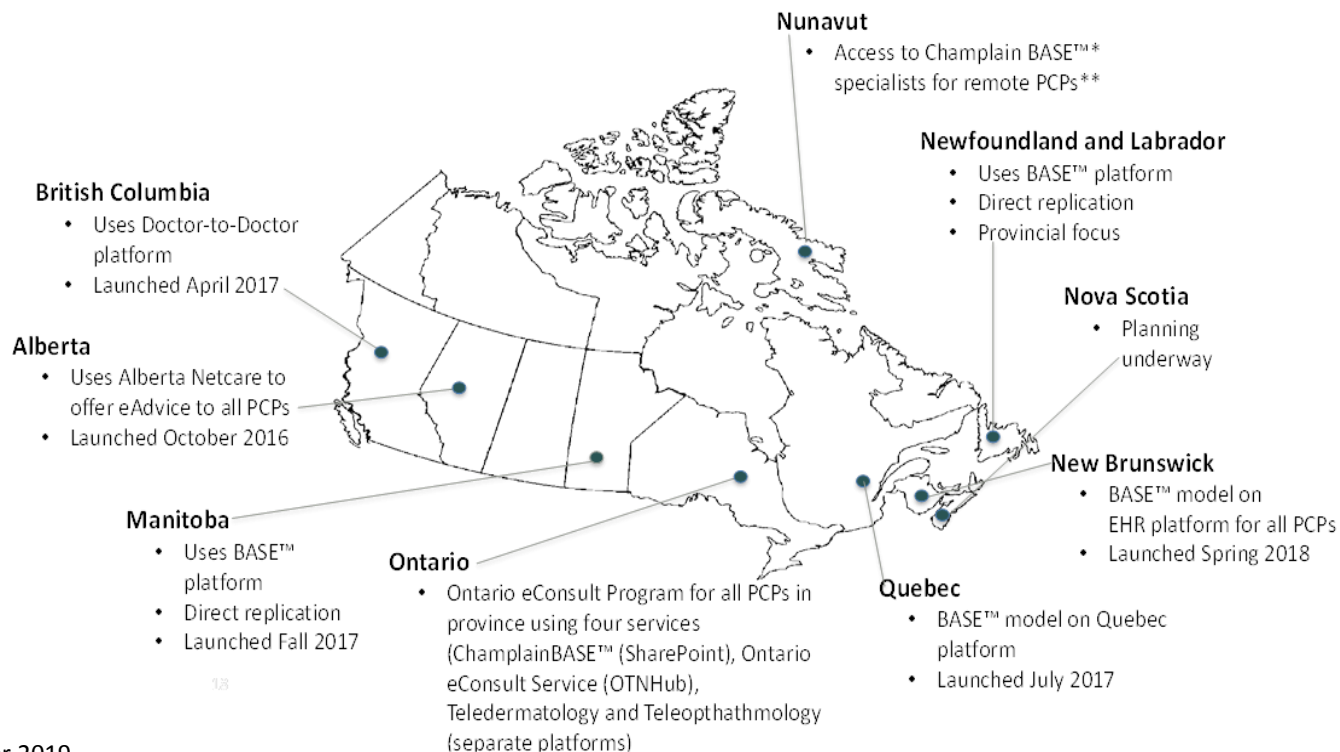 Nunavut
• Access to Champlain BASE™*
specialists for remote PCPs**
Newfoundland and Labrador
• Uses BASE™ platform
• Direct replication
• Provincial focus
British Columbia
• Uses Doctor-to-Doctor
platform
• Launched April 2017
Nova Scotia
• Planning
underway
Alberta
• Uses Alberta Netcare to
offer eAdvice to all PCPs
• Launched October 2016
New Brunswick
• BASE™ model on
EHR platform for all PCPs
• Launched Spring 2018
Manitoba
• Uses BASE™
platform
• Direct replication
• Launched Fall 2017
Ontario
• Ontario eConsult Program for all PCPs in
province using four services
(ChamplainBASE™ (SharePoint), Ontario
eConsult Service (OTNHub),
Teledermatology and Teleopthathmology
(separate platforms)
Quebec
• BASE™ model on Quebec
platform
• Launched July 2017
2019